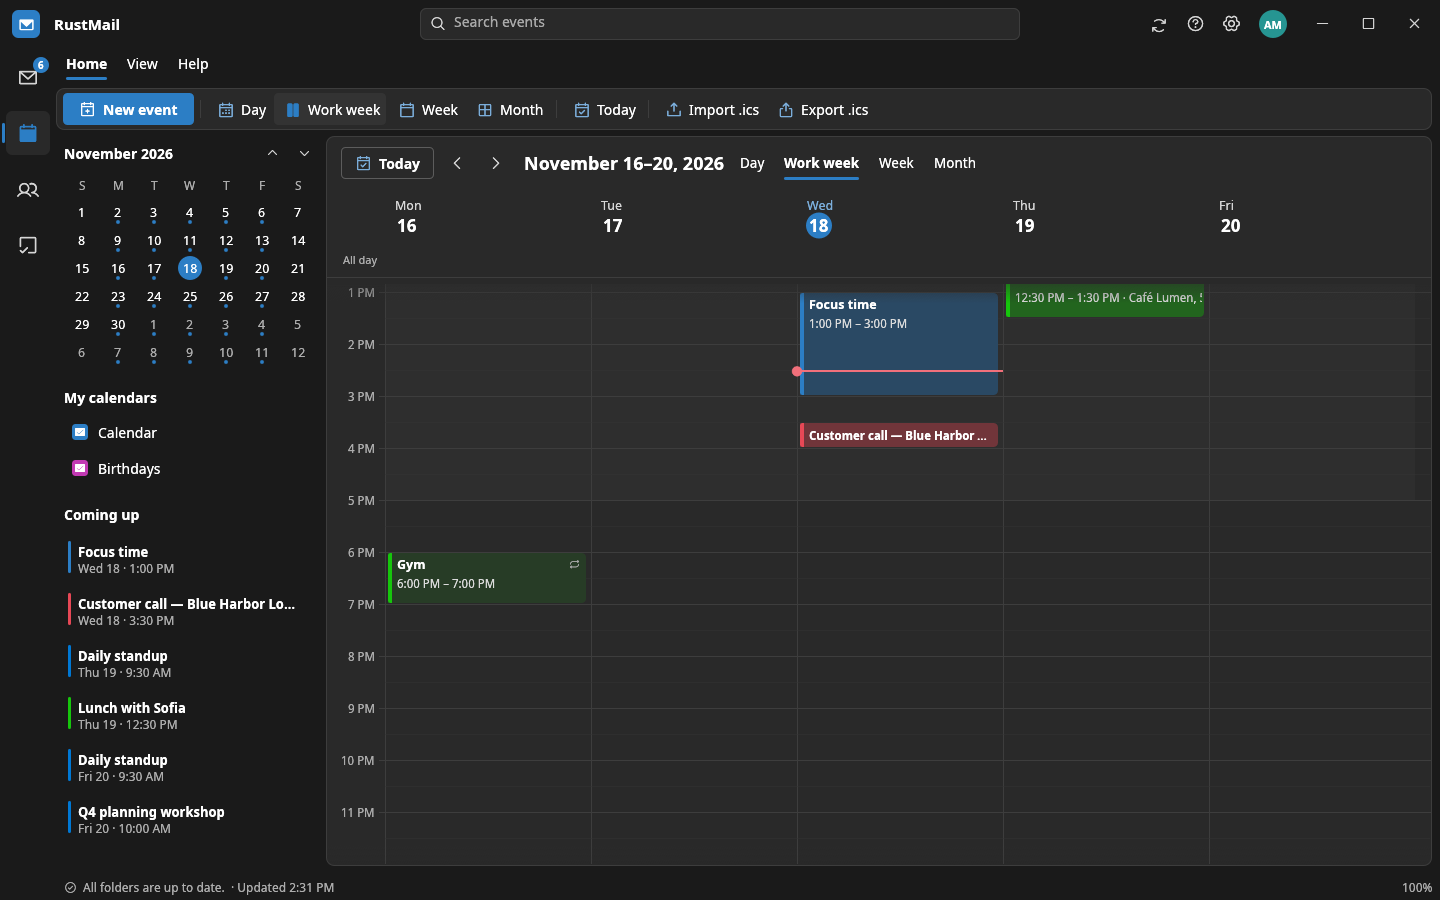 RustMail
Search events
AM
6
Home View Help
New event Day Work week Week Month Today Import .ics Export .ics
November 2026
S M T W T F S
1 2 3 4 5 6 7
8 9 10 11 12 13 14
15 16 17 18 19 20 21
22 23 24 25 26 27 28
29 30 1 2 3 4 5
6 7 8 9 10 11 12
My calendars
Calendar
Birthdays
Coming up
Focus time
Wed 18 · 1:00 PM
Customer call — Blue Harbor Lo...
Wed 18 · 3:30 PM
Daily standup
Thu 19 · 9:30 AM
Lunch with Sofia
Thu 19 · 12:30 PM
Daily standup
Fri 20 · 9:30 AM
Q4 planning workshop
Fri 20 · 10:00 AM
Today November 16–20, 2026 Day Work week Week Month
Mon Tue Wed Thu Fri
16 17 18 19 20
All day
1 PM
2 PM
3 PM
4 PM
5 PM
6 PM
7 PM
8 PM
9 PM
10 PM
11 PM
Focus time
1:00 PM – 3:00 PM
12:30 PM – 1:30 PM · Café Lumen,
Customer call — Blue Harbor ...
Gym
6:00 PM – 7:00 PM
All folders are up to date. · Updated 2:31 PM
100%